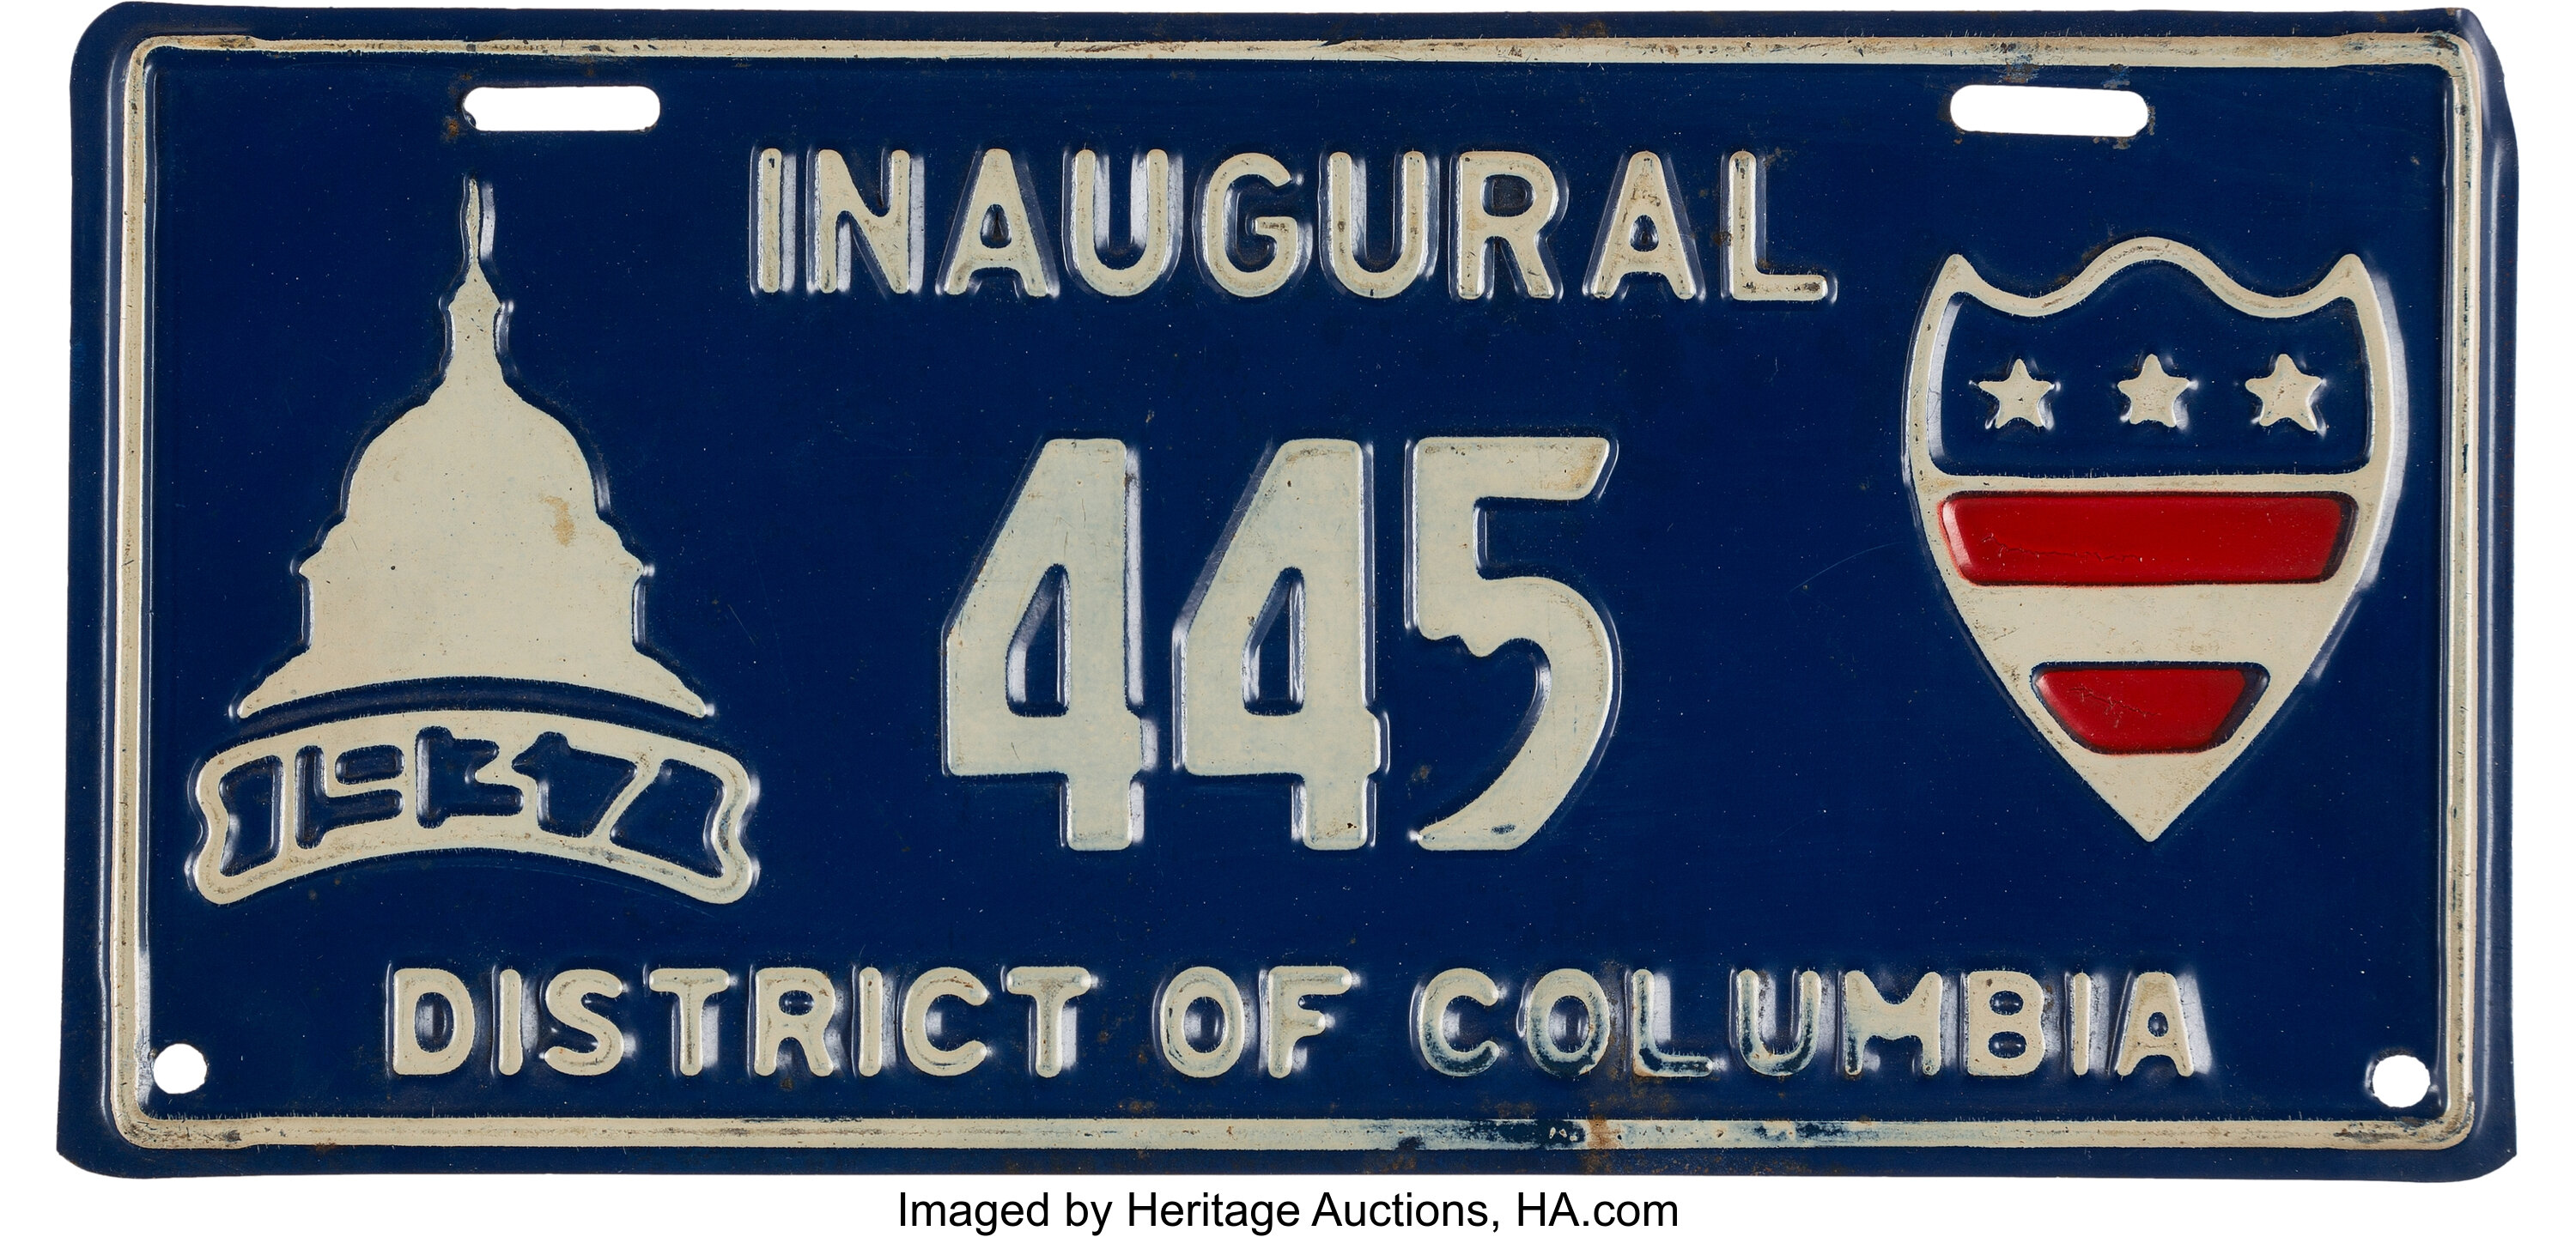 INAUGURAL
445
1937
DISTRICT OF COLUMBIA
Imaged by Heritage Auctions, HA.com